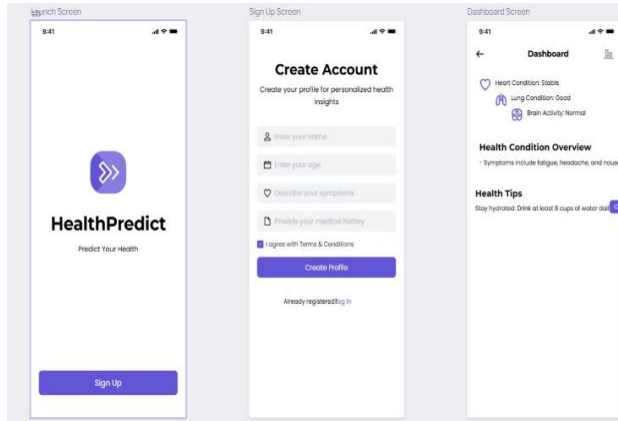 Launch Screen
9:41
HealthPredict
Predict Your Health
Sign Up
Sign Up Screen
9:41
Create Account
Create your profile for personalized health
insights
Enter your name
Enter your age
Describe your symptoms
Provide your medical history
I agree with Terms & Conditions
Create Profile
Already registered? log in
Dashboard Screen
9:41
Dashboard
Heart Condition: Stable
Lung Condition: Good
Brain Activity: Normal
Health Condition Overview
- Symptoms include fatigue, headache, and
Health Tips
Stay hydrated: Drink at least 8 cups of water